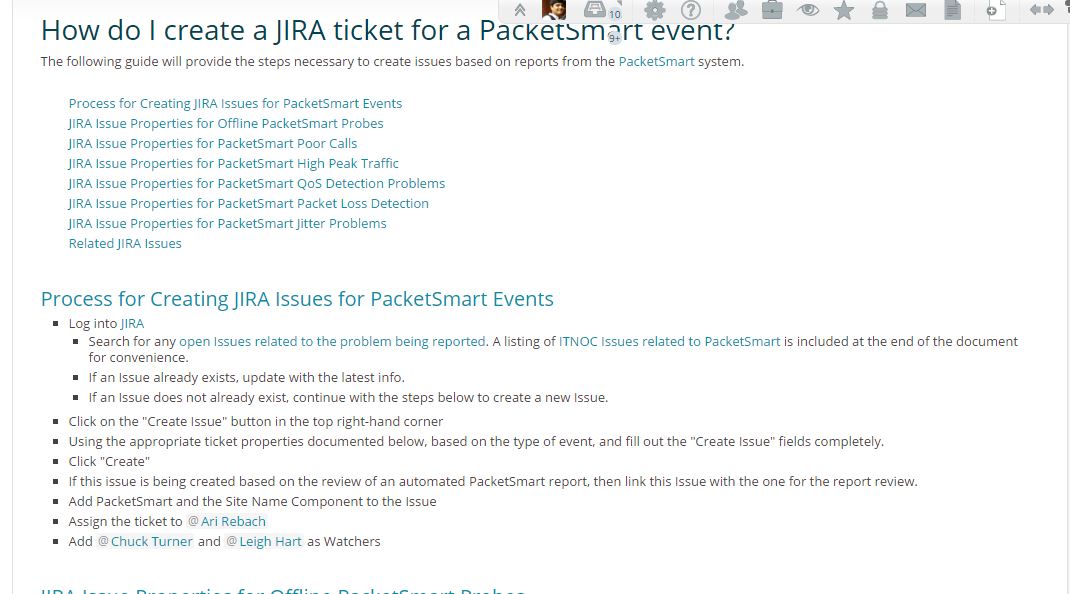 10
9+
How do I create a JIRA ticket for a PacketSmart event?
The following guide will provide the steps necessary to create issues based on reports from the PacketSmart system.
Process for Creating JIRA Issues for PacketSmart Events
JIRA Issue Properties for Offline PacketSmart Probes
JIRA Issue Properties for PacketSmart Poor Calls
JIRA Issue Properties for PacketSmart High Peak Traffic
JIRA Issue Properties for PacketSmart QoS Detection Problems
JIRA Issue Properties for PacketSmart Packet Loss Detection
JIRA Issue Properties for PacketSmart Jitter Problems
Related JIRA Issues
Process for Creating JIRA Issues for PacketSmart Events
Log into JIRA
Search for any open Issues related to the problem being reported. A listing of ITNOC Issues related to PacketSmart is included at the end of the document
for convenience.
If an Issue already exists, update with the latest info.
If an Issue does not already exist, continue with the steps below to create a new Issue.
Click on the "Create Issue" button in the top right-hand corner
Using the appropriate ticket properties documented below, based on the type of event, and fill out the "Create Issue" fields completely.
Click "Create"
If this issue is being created based on the review of an automated PacketSmart report, then link this Issue with the one for the report review.
Add PacketSmart and the Site Name Component to the Issue
Assign the ticket to @Ari Rebach
Add @Chuck Turner and @Leigh Hart as Watchers
JIRA Issue Properties for Offline PacketSmart Probes